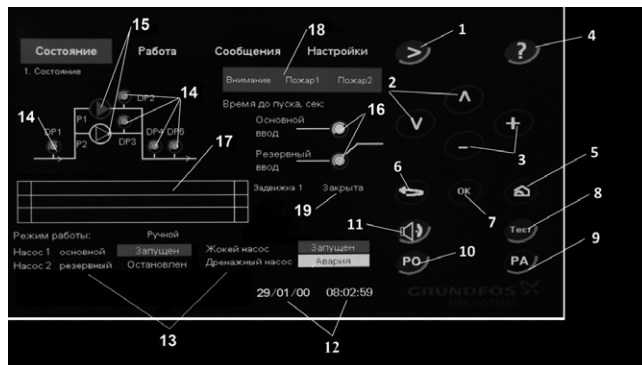 15
18
1
4
Состояние Работа Сообщения Настройки
>
?
1. Состояние
Внимание Пожар1 Пожар2
2
14
14
DP2
Время до пуска, сек:
16
Λ
DP1
P1
Основной
ввод
V
+
P2
DP3
DP4
DP5
–
17
Резервный
ввод
3
6
5
Задвижка 1 Закрыта
OK
19
7
8
11
Тест
Режим работы: Ручной
Насос 1 основной Запущен
Жокей насос Запущен
9
Насос 2 резервный Остановлен
Дренажный насос Авария
PO
10
PA
GRUNDFOS
FIRE SYSTEMS
29/01/00 08:02:59
13
12